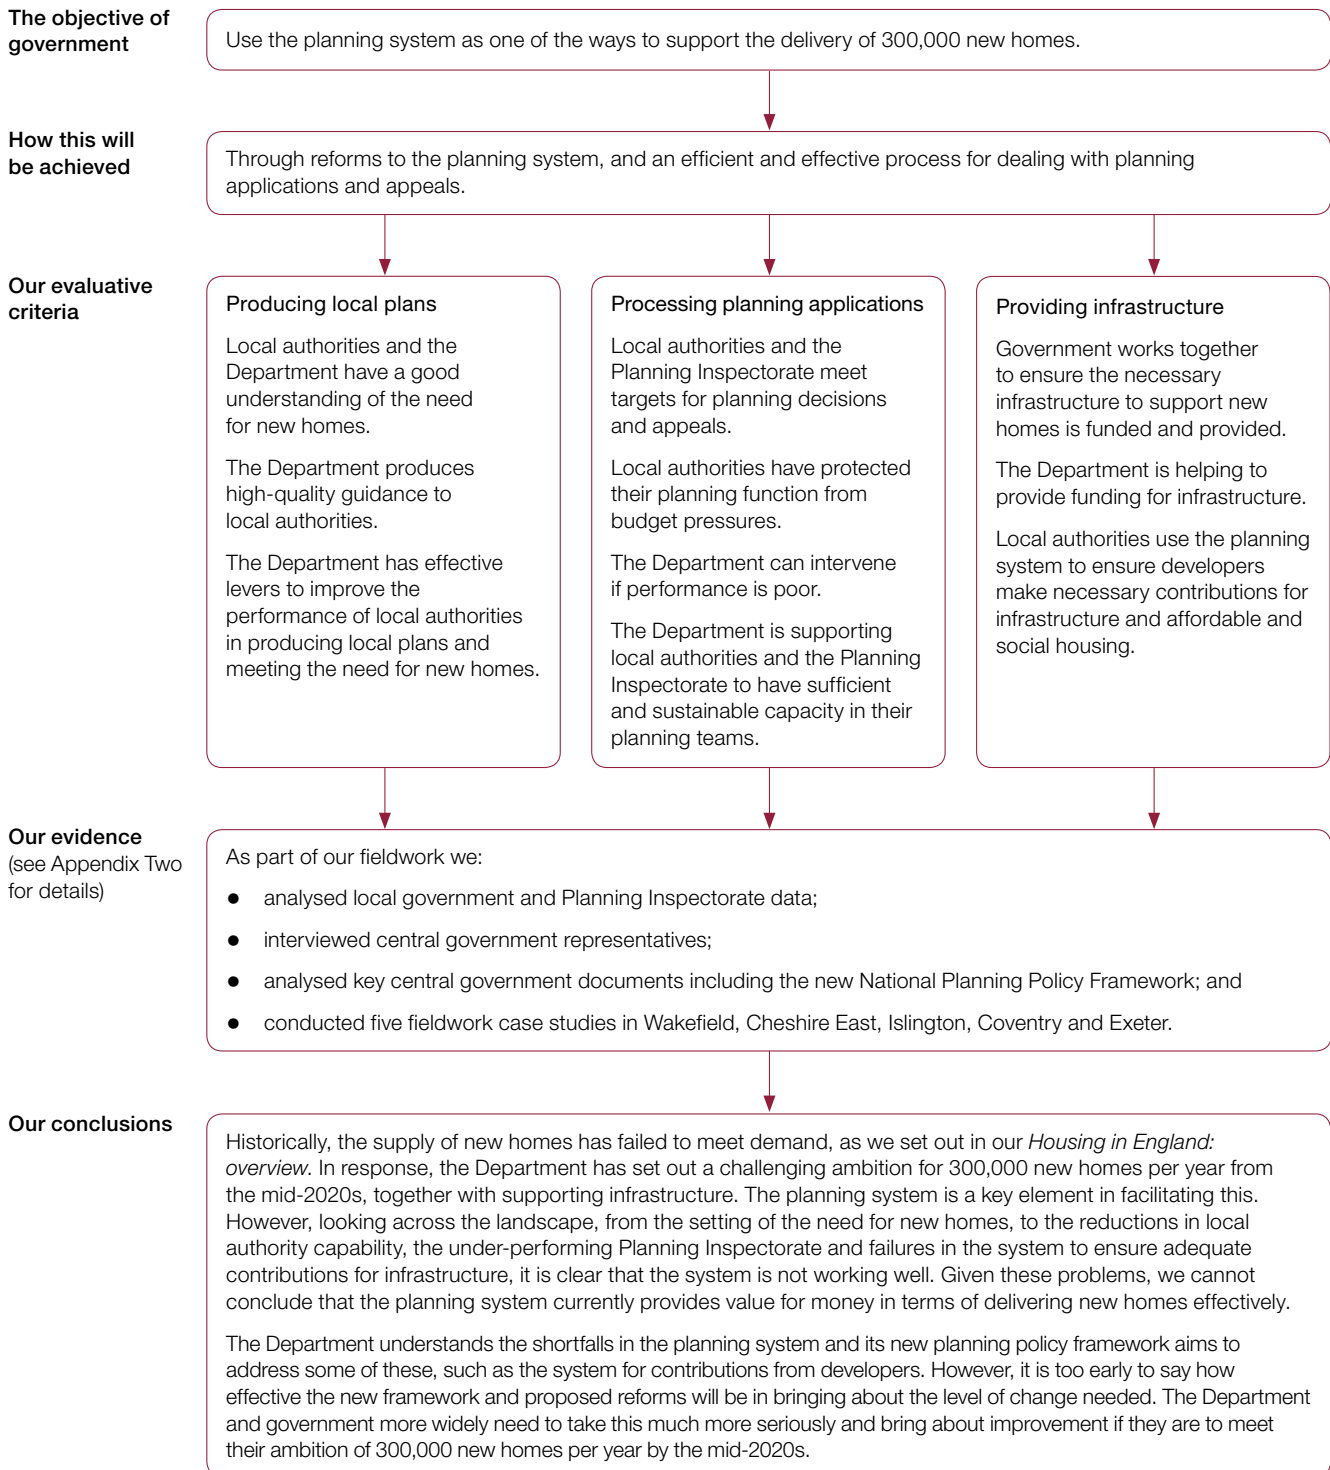 The objective of
government
Use the planning system as one of the ways to support the delivery of 300,000 new homes.
How this will
be achieved
Through reforms to the planning system, and an efficient and effective process for dealing with planning
applications and appeals.
Our evaluative
criteria
Producing local plans
Local authorities and the
Department have a good
understanding of the need
for new homes.
The Department produces
high-quality guidance to
local authorities.
The Department has effective
levers to improve the
performance of local authorities
in producing local plans and
meeting the need for new homes.
Processing planning applications
Local authorities and the
Planning Inspectorate meet
targets for planning decisions
and appeals.
Local authorities have protected
their planning function from
budget pressures.
The Department can intervene
if performance is poor.
The Department is supporting
local authorities and the Planning
Inspectorate to have sufficient
and sustainable capacity in their
planning teams.
Providing infrastructure
Government works together
to ensure the necessary
infrastructure to support new
homes is funded and provided.
The Department is helping to
provide funding for infrastructure.
Local authorities use the planning
system to ensure developers
make necessary contributions for
infrastructure and affordable and
social housing.
Our evidence
(see Appendix Two
for details)
As part of our fieldwork we:
● analysed local government and Planning Inspectorate data;
● interviewed central government representatives;
● analysed key central government documents including the new National Planning Policy Framework; and
● conducted five fieldwork case studies in Wakefield, Cheshire East, Islington, Coventry and Exeter.
Our conclusions
Historically, the supply of new homes has failed to meet demand, as we set out in our Housing in England:
overview. In response, the Department has set out a challenging ambition for 300,000 new homes per year from
the mid-2020s, together with supporting infrastructure. The planning system is a key element in facilitating this.
However, looking across the landscape, from the setting of the need for new homes, to the reductions in local
authority capability, the under-performing Planning Inspectorate and failures in the system to ensure adequate
contributions for infrastructure, it is clear that the system is not working well. Given these problems, we cannot
conclude that the planning system currently provides value for money in terms of delivering new homes effectively.
The Department understands the shortfalls in the planning system and its new planning policy framework aims to
address some of these, such as the system for contributions from developers. However, it is too early to say how
effective the new framework and proposed reforms will be in bringing about the level of change needed. The Department
and government more widely need to take this much more seriously and bring about improvement if they are to meet
their ambition of 300,000 new homes per year by the mid-2020s.